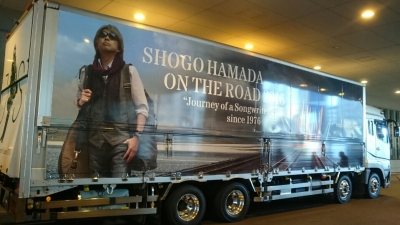 SHOGO HAMADA
ON THE ROAD
"Journey of a Songwriter
since 1976